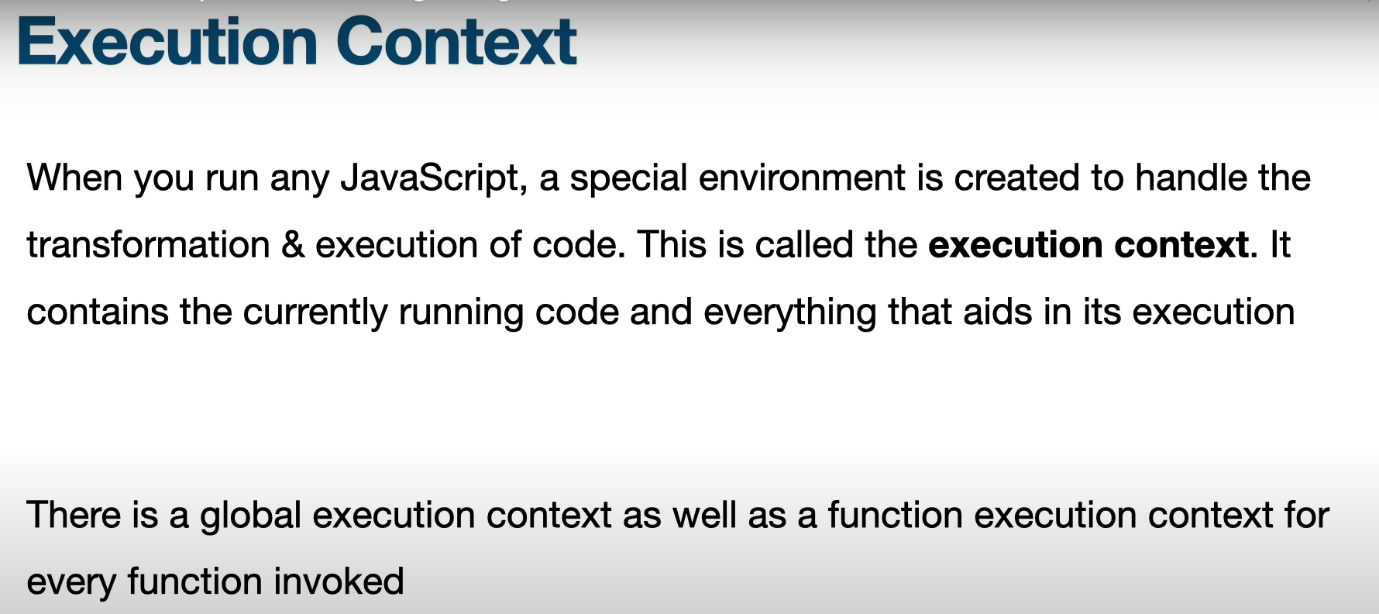 Execution Context
When you run any JavaScript, a special environment is created to handle the
transformation & execution of code. This is called the execution context. It
contains the currently running code and everything that aids in its execution
There is a global execution context as well as a function execution context for
every function invoked